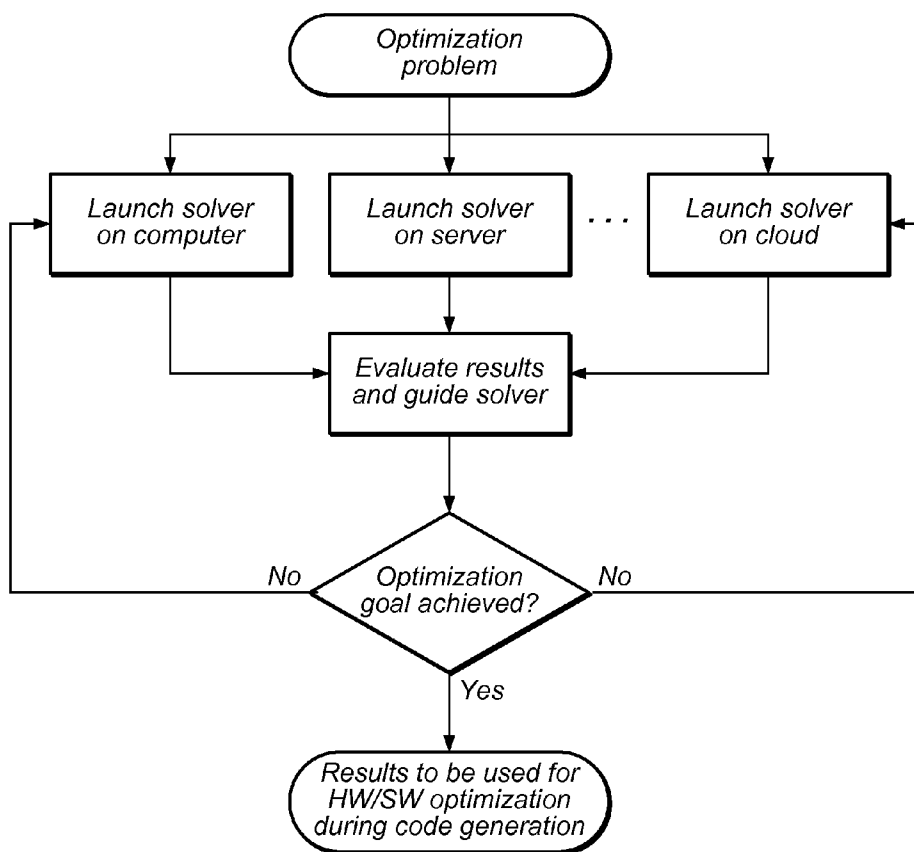 Optimization
problem
Launch solver
on computer
Launch solver
on server
. . .
Launch solver
on cloud
Evaluate results
and guide solver
No
Optimization
goal achieved?
No
Yes
Results to be used for
HW/SW optimization
during code generation